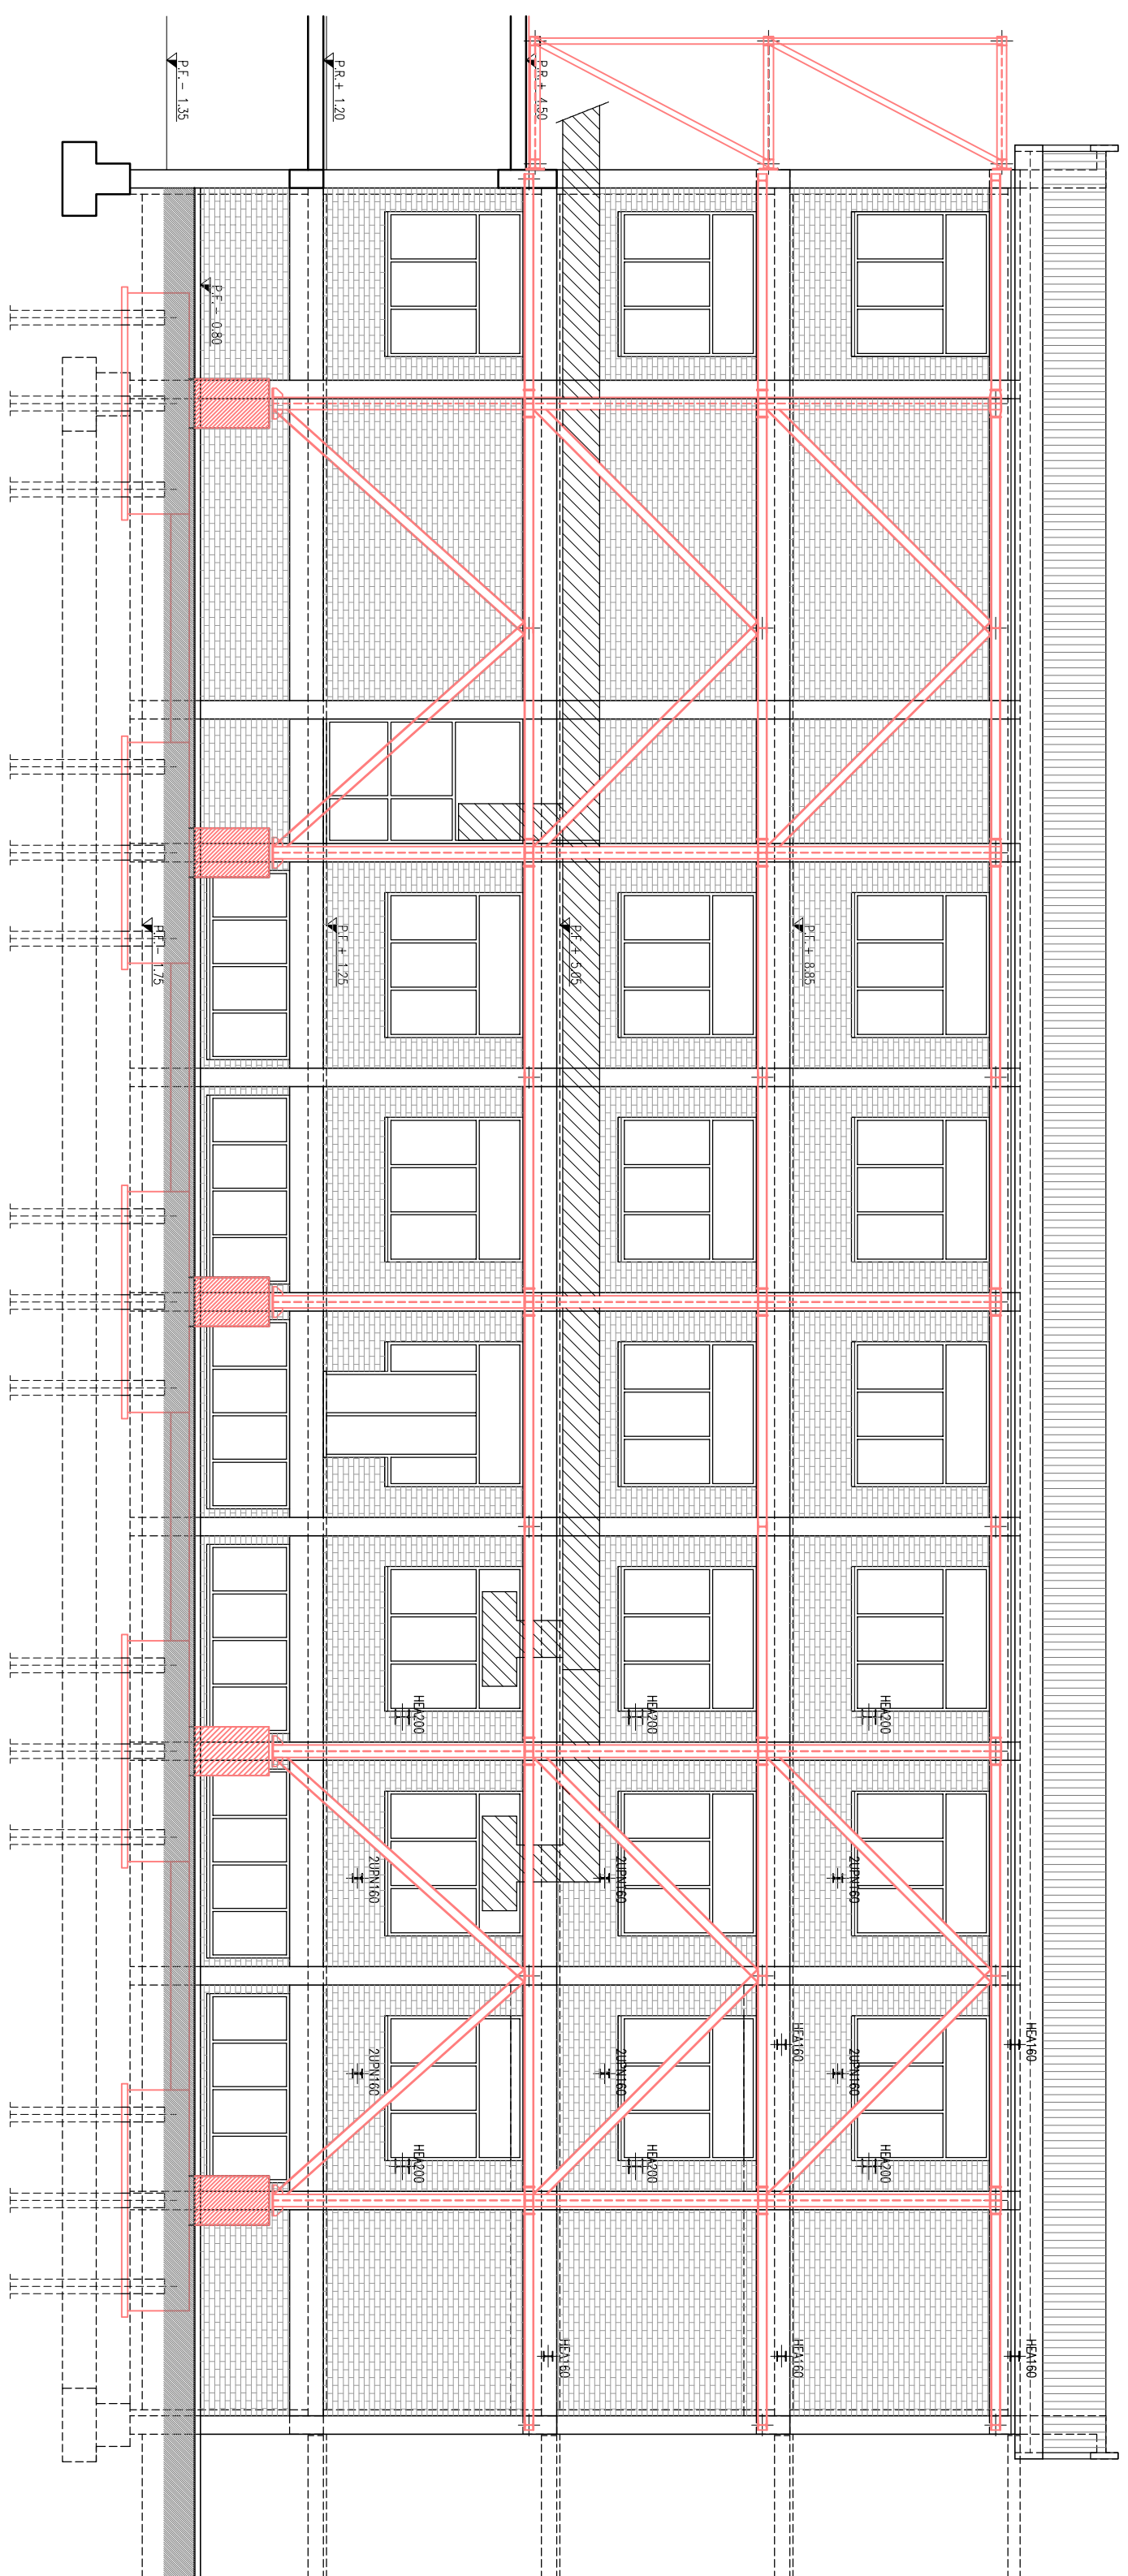 P.F. - 1.35
P.R.+ 1.20
P.R.+ 4.50
P.F. - 0.80
P.F. - 1.75
P.F. + 1.25
P.F. + 5.05
P.F. + 8.85
HEA200
HEA200
HEA200
2UPN160
2UPN160
2UPN160
HEA160
HEA160
2UPN160
2UPN160
2UPN160
HEA200
HEA200
HEA200
HEA160
HEA160
HEA160